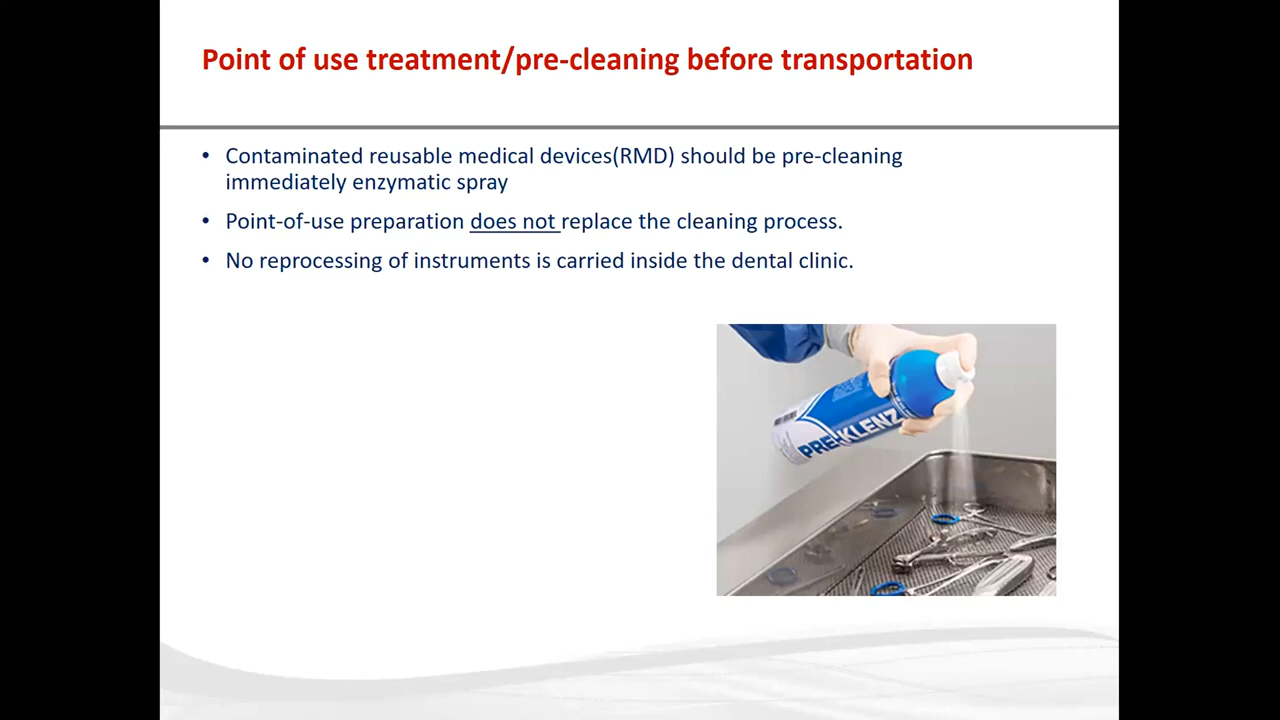 Point of use treatment/pre-cleaning before transportation
• Contaminated reusable medical devices(RMD) should be pre-cleaning
immediately enzymatic spray
• Point-of-use preparation does not replace the cleaning process.
• No reprocessing of instruments is carried inside the dental clinic.
PRE-KLENZ